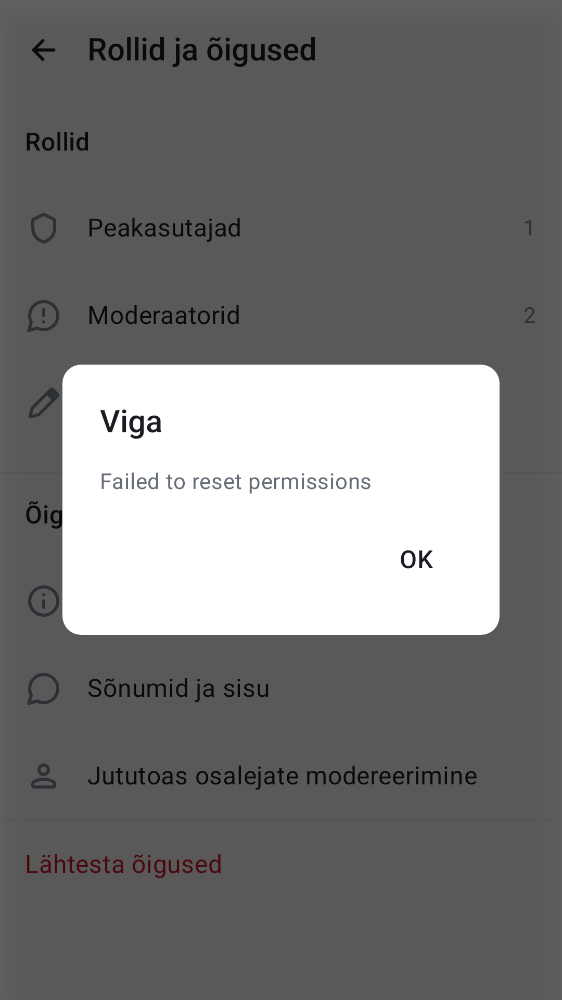 Rollid ja õigused
Rollid
Peakasutajad 1
Moderaatorid 2
Viga
Failed to reset permissions
OK
Õig
Sõnumid ja sisu
Jututoas osalejate modereerimine
Lähtesta õigused